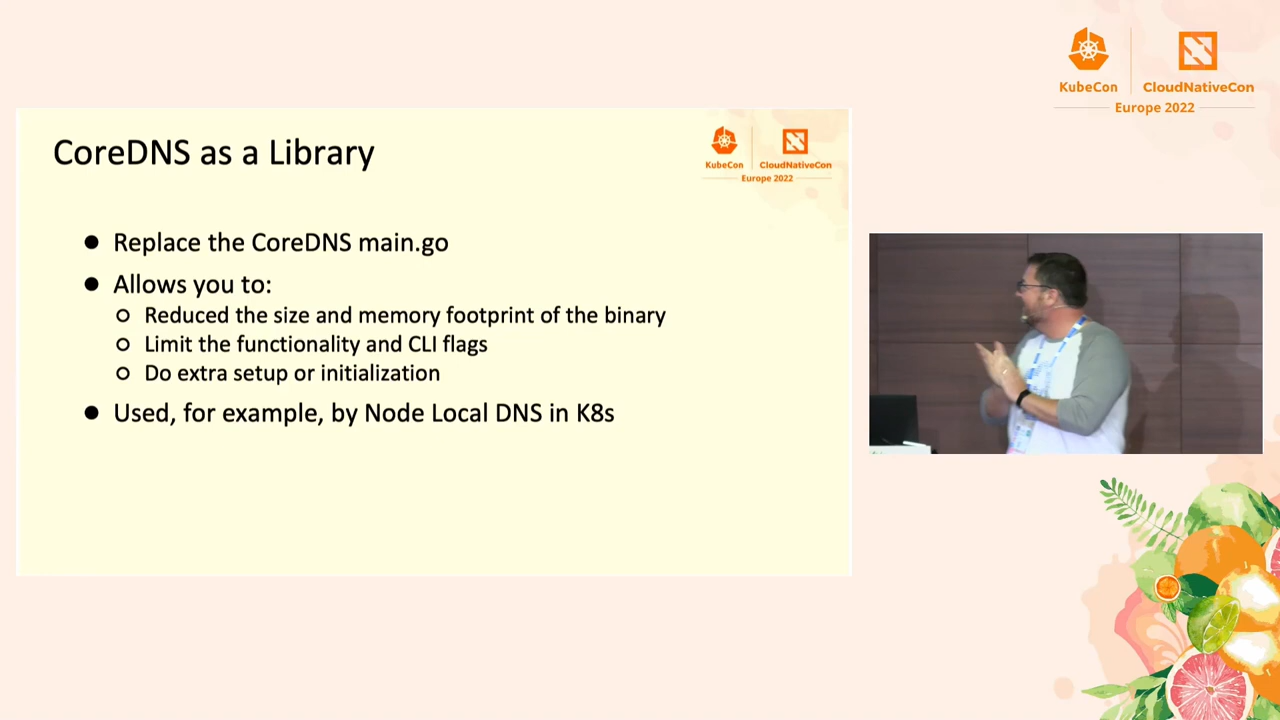 KubeCon
CloudNativeCon
Europe 2022
CoreDNS as a Library
KubeCon
CloudNativeCon
Europe 2022
● Replace the CoreDNS main.go
● Allows you to:
○ Reduced the size and memory footprint of the binary
○ Limit the functionality and CLI flags
○ Do extra setup or initialization
● Used, for example, by Node Local DNS in K8s